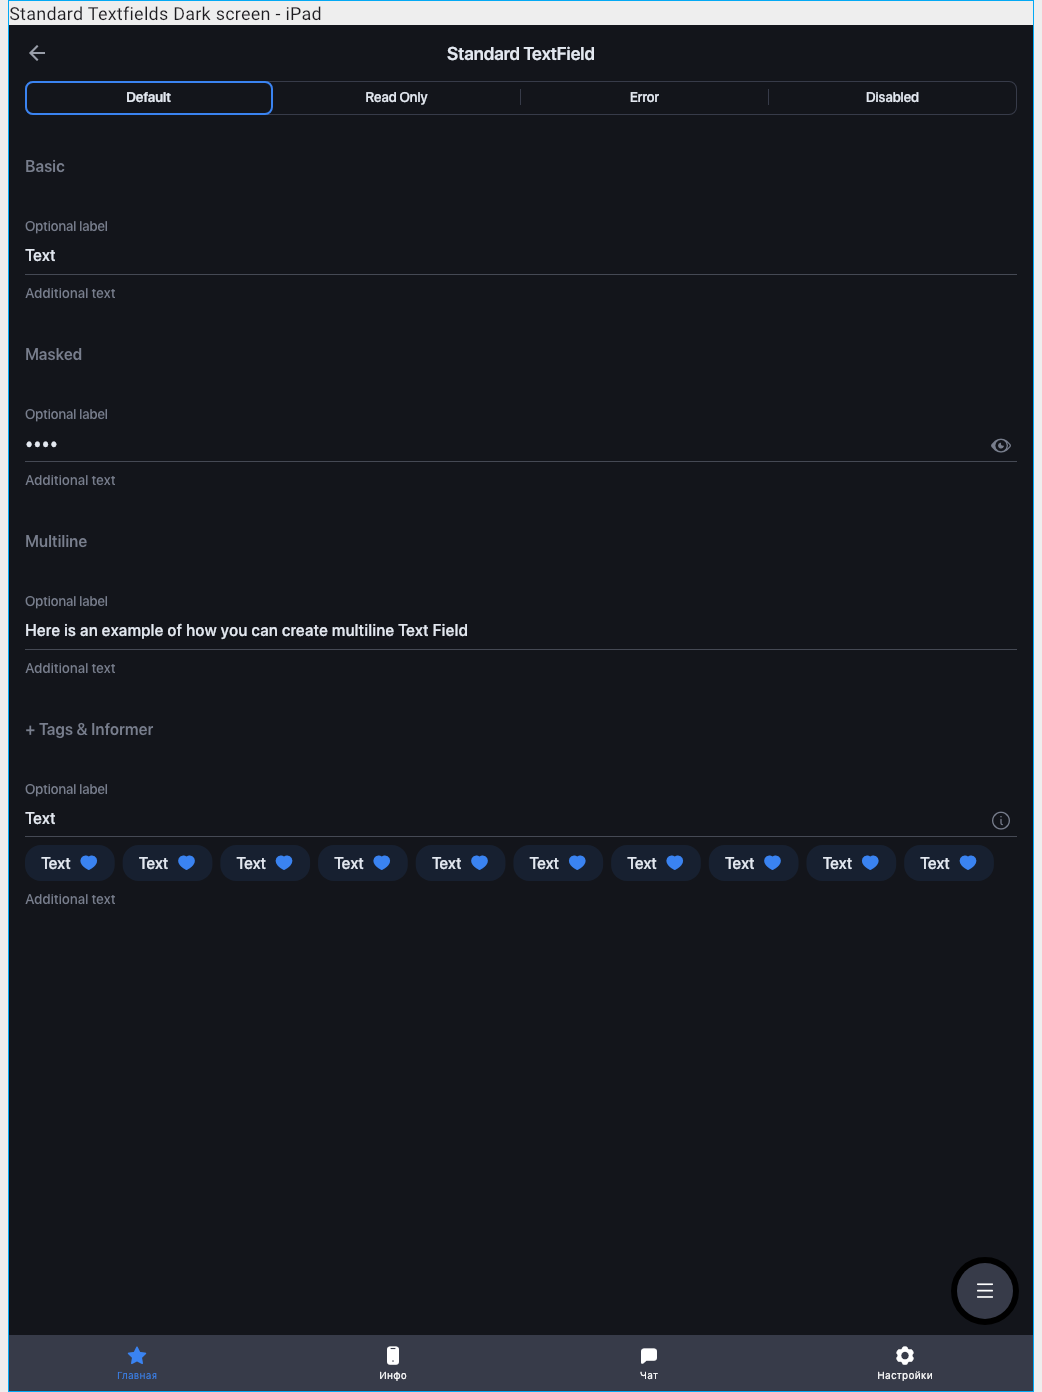 Standard Textfields Dark screen - iPad
Standard TextField
Default Read Only Error Disabled
Basic
Optional label
Text
Additional text
Masked
Optional label
••••
Additional text
Multiline
Optional label
Here is an example of how you can create multiline Text Field
Additional text
+ Tags & Informer
Optional label
Text
Text Text Text Text Text Text Text Text Text Text
Additional text
Главная Инфо Чат Настройки